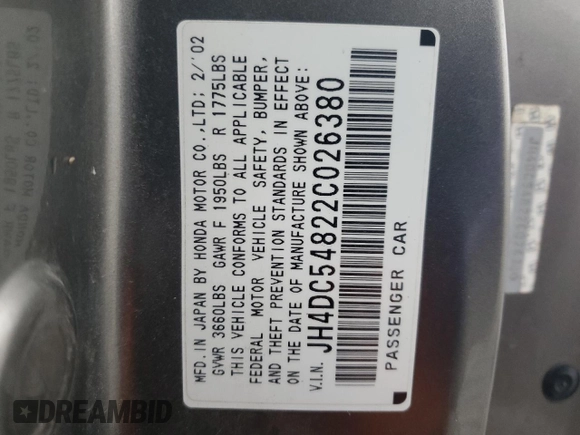 MFD. IN JAPAN BY HONDA MOTOR CO.,LTD; 2/'02
GVWR 3660LBS GAWR F 1950LBS R 1775LBS
THIS VEHICLE CONFORMS TO ALL APPLICABLE
FEDERAL MOTOR VEHICLE SAFETY, BUMPER,
AND THEFT PREVENTION STANDARDS IN EFFECT
ON THE DATE OF MANUFACTURE SHOWN ABOVE:
V.I.N. JH4DC54822C026380
PASSENGER CAR
DREAMBID